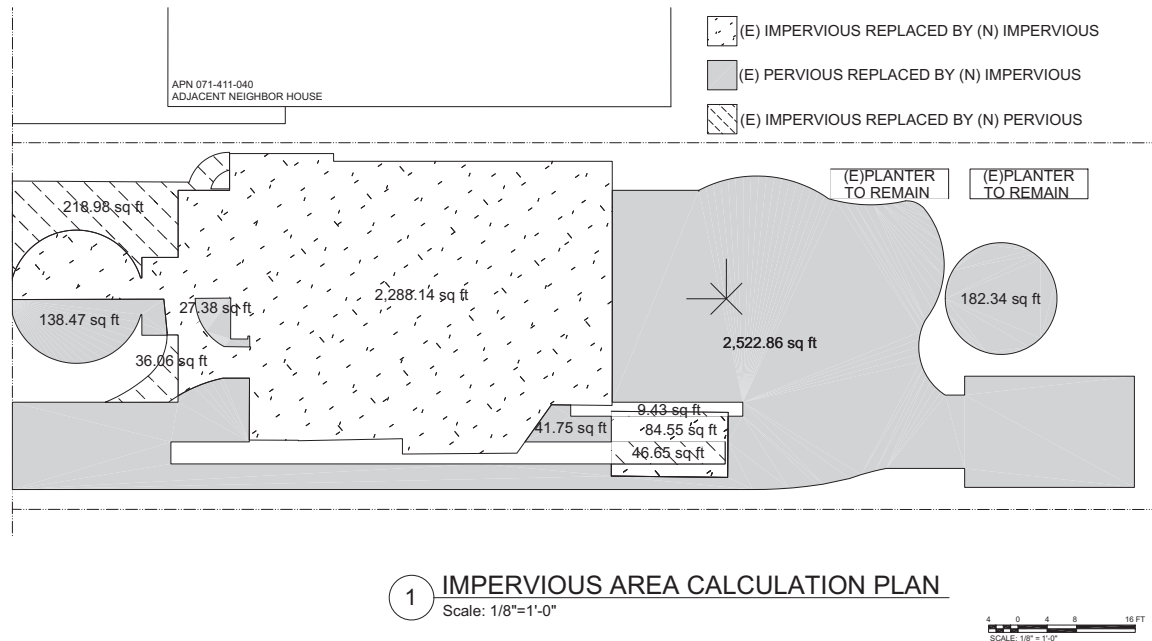 (E) IMPERVIOUS REPLACED BY (N) IMPERVIOUS
(E) PERVIOUS REPLACED BY (N) IMPERVIOUS
(E) IMPERVIOUS REPLACED BY (N) PERVIOUS
APN 071-411-040
ADJACENT NEIGHBOR HOUSE
(E)PLANTER
TO REMAIN
(E)PLANTER
TO REMAIN
218.98 sq ft
138.47 sq ft
27.38 sq ft
36.06 sq ft
2,288.14 sq ft
2,522.86 sq ft
182.34 sq ft
9.43 sq ft
41.75 sq ft
84.55 sq ft
46.65 sq ft
1
IMPERVIOUS AREA CALCULATION PLAN
Scale: 1/8"=1'-0"
4 0 4 8 16 FT
SCALE: 1/8" = 1'-0"